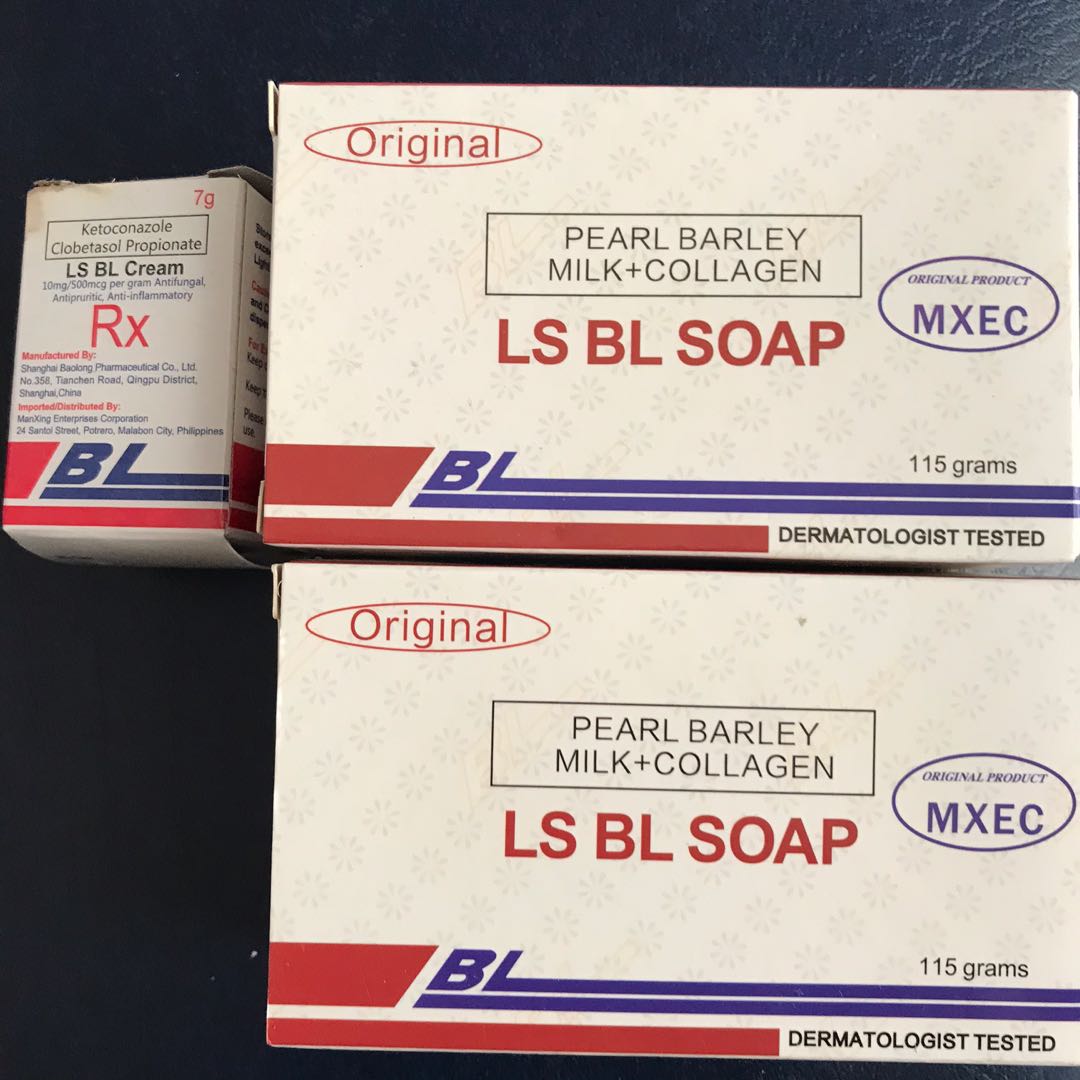 7g
Ketoconazole
Clobetasol Propionate
LS BL Cream
10mg/500mcg per gram Antifungal,
Antipruritic, Anti-inflammatory
Rx
Manufactured By:
Shanghai Baolong Pharmaceutical Co., Ltd.
No.358, Tianchen Road, Qingpu District,
Shanghai,China
Imported/Distributed By:
ManXing Enterprises Corporation
24 Santol Street, Potrero, Malabon City, Philippines
BL
and
Keep
Please
use.
Original
PEARL BARLEY
MILK+COLLAGEN
LS BL SOAP
ORIGINAL PRODUCT
MXEC
BL
115 grams
DERMATOLOGIST TESTED
Original
PEARL BARLEY
MILK+COLLAGEN
LS BL SOAP
ORIGINAL PRODUCT
MXEC
BL
115 grams
DERMATOLOGIST TESTED